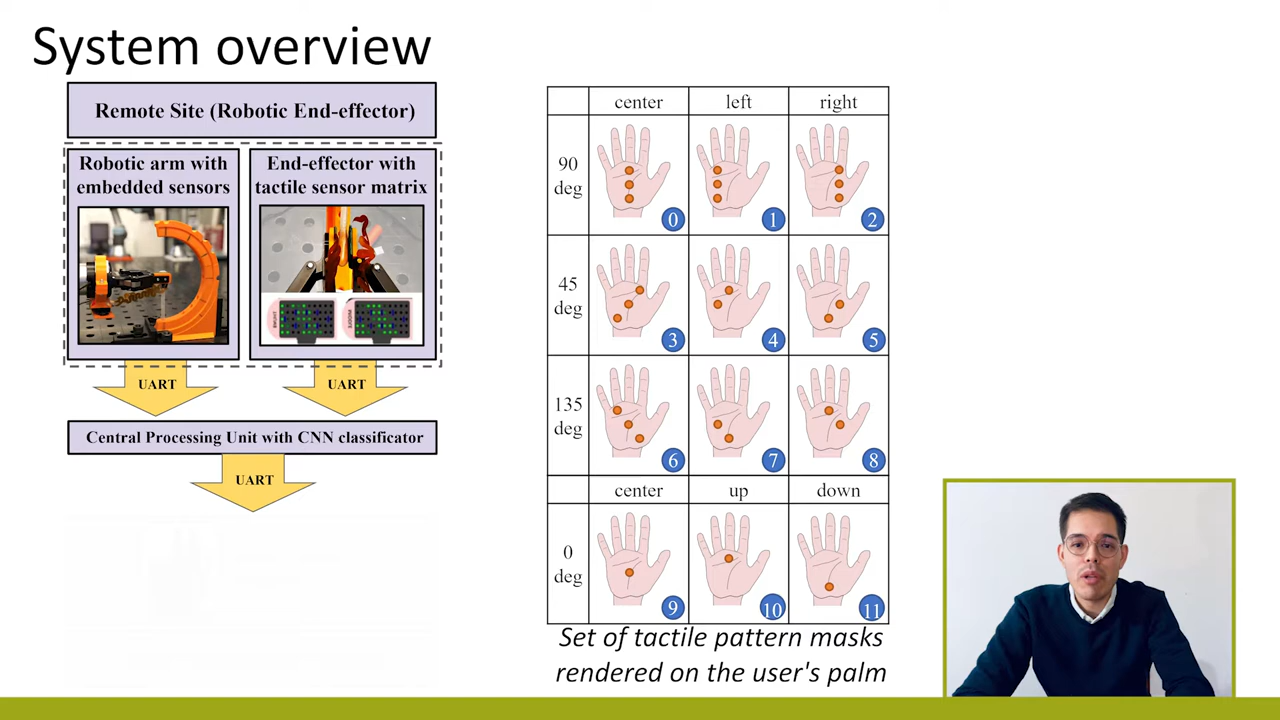 System overview
Remote Site (Robotic End-effector)
Robotic arm with
embedded sensors
End-effector with
tactile sensor matrix
UART
UART
Central Processing Unit with CNN classificator
UART
center left right
90
deg
0 1 2
45
deg
3 4 5
135
deg
6 7 8
center up down
0
deg
9 10 11
Set of tactile pattern masks
rendered on the user's palm